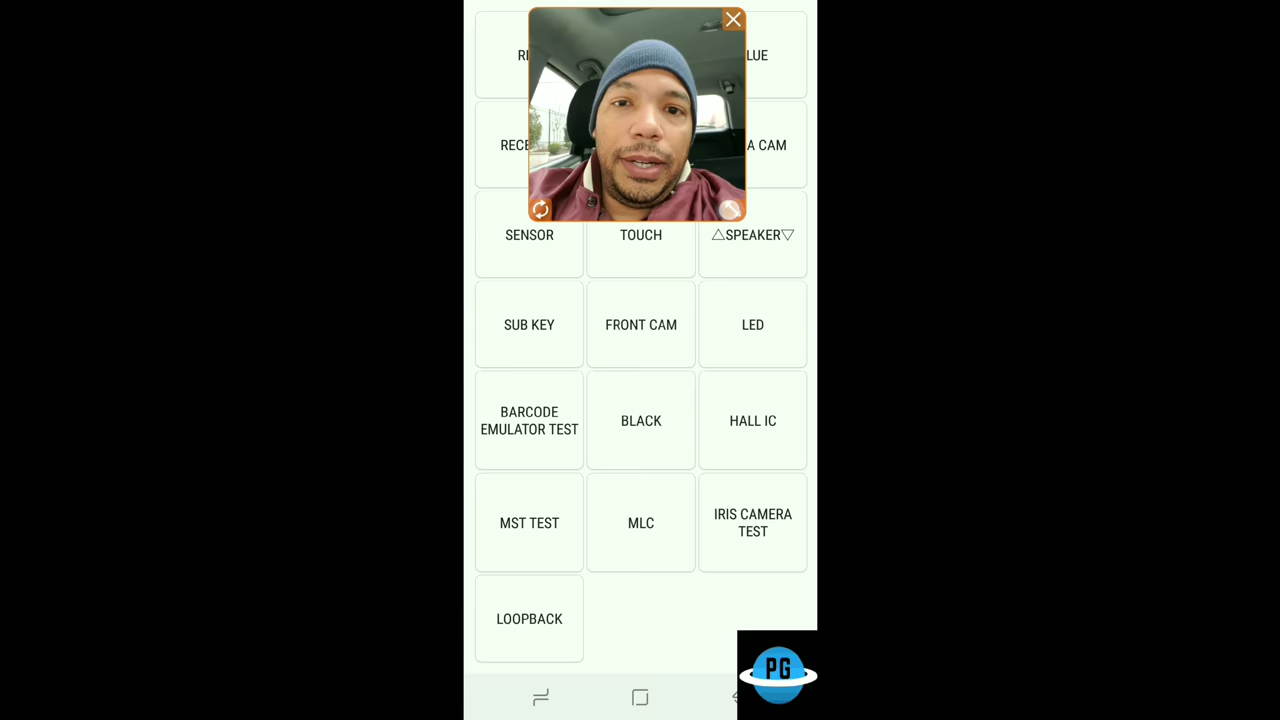 LUE
RECE
A CAM
SENSOR
TOUCH
△SPEAKER▽
SUB KEY
FRONT CAM
LED
BARCODE
EMULATOR TEST
BLACK
HALL IC
MST TEST
MLC
IRIS CAMERA
TEST
LOOPBACK
PG